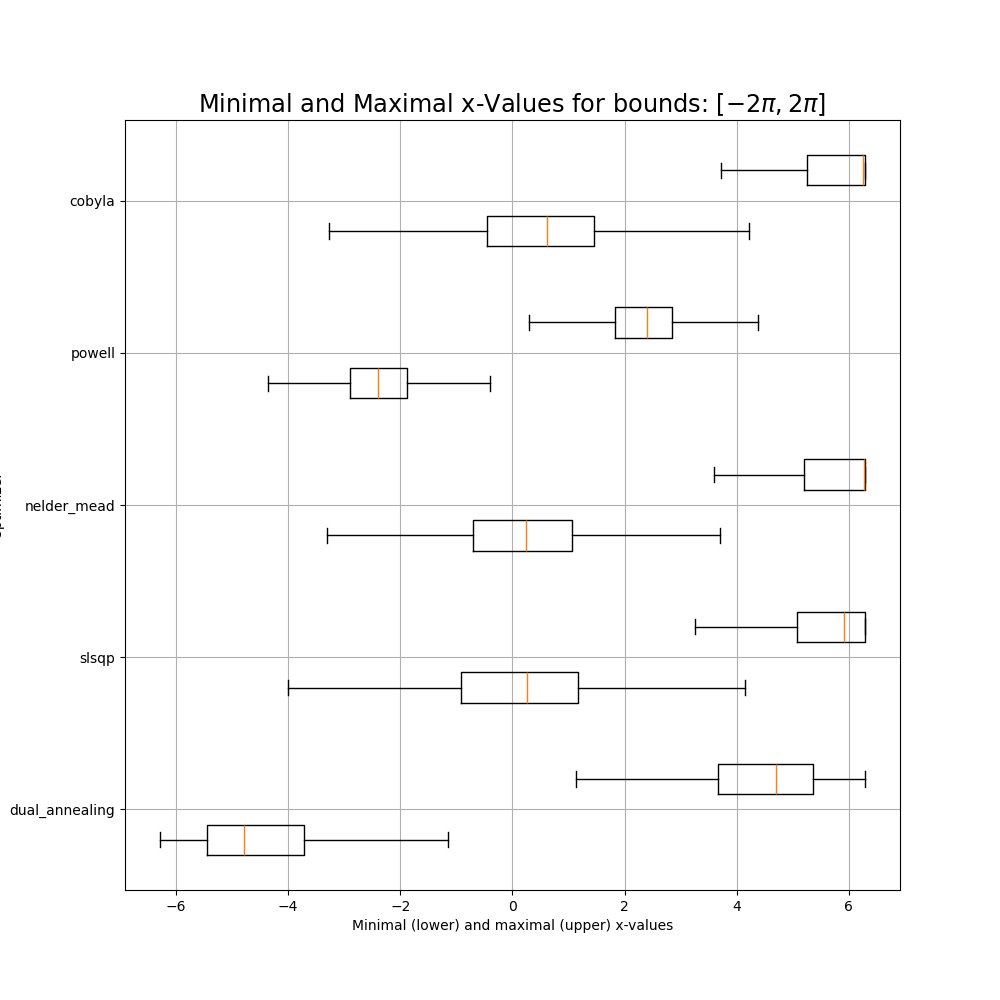 Minimal and Maximal x-Values for bounds: [−2π, 2π]
cobyla
powell
nelder_mead
slsqp
dual_annealing
−6 −4 −2 0 2 4 6
Minimal (lower) and maximal (upper) x-values